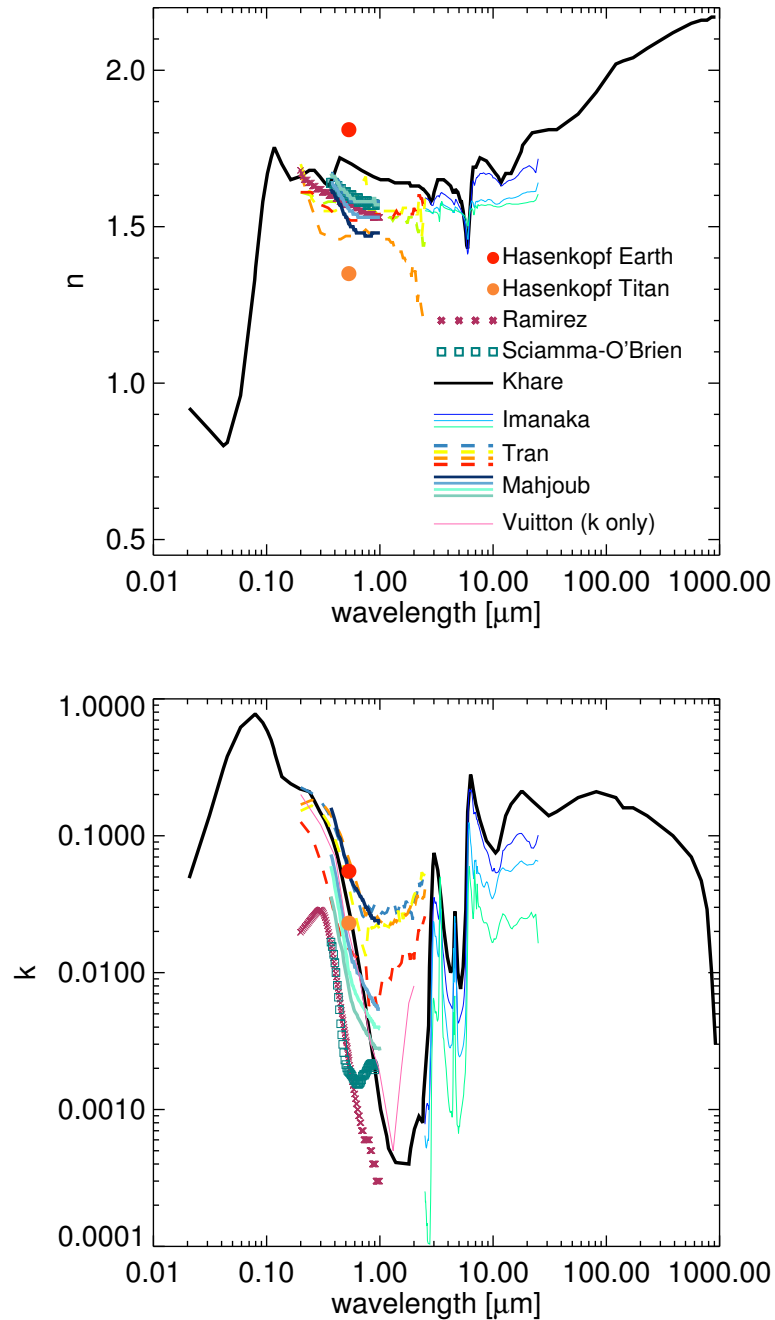 2.0
1.5
1.0
0.5
n
Hasenkopf Earth
Hasenkopf Titan
Ramirez
Sciamma-O'Brien
Khare
Imanaka
Tran
Mahjoub
Vuitton (k only)
0.01 0.10 1.00 10.00 100.00 1000.00
wavelength [μm]
1.0000
0.1000
0.0100
0.0010
0.0001
k
0.01 0.10 1.00 10.00 100.00 1000.00
wavelength [μm]